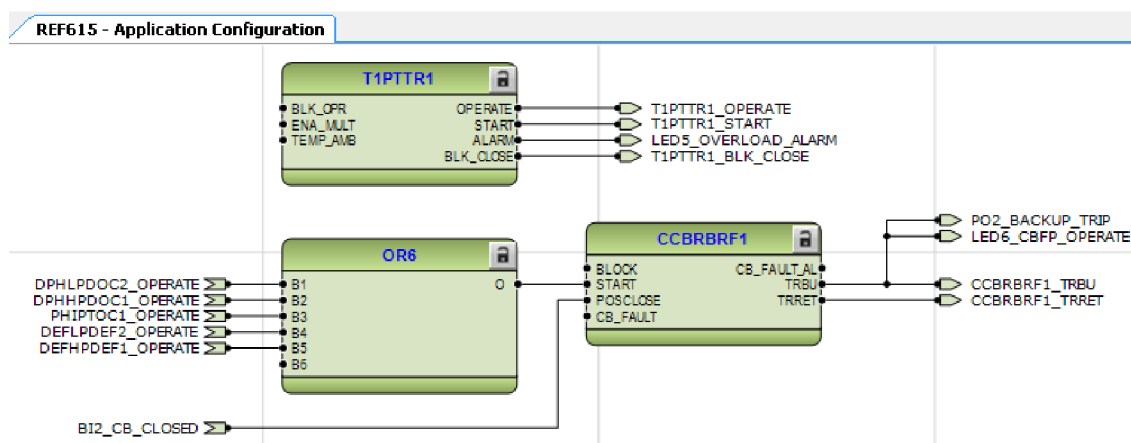 REF615 - Application Configuration
T1PTTR1
BLK_OPR
ENA_MULT
TEMP_AMB
OPERATE
START
ALARM
BLK_CLOSE
T1PTTR1_OPERATE
T1PTTR1_START
LED5_OVERLOAD_ALARM
T1PTTR1_BLK_CLOSE
DPHLPDOC2_OPERATE
DPHHPDOC1_OPERATE
PHIPTOC1_OPERATE
DEFLPDEF2_OPERATE
DEFHPDEF1_OPERATE
BI2_CB_CLOSED
OR6
B1
B2
B3
B4
B5
B6
O
CCBRBRF1
BLOCK
START
POSCLOSE
CB_FAULT
CB_FAULT_AL
TRBU
TRRET
PO2_BACKUP_TRIP
LED6_CBFP_OPERATE
CCBRBRF1_TRBU
CCBRBRF1_TRRET